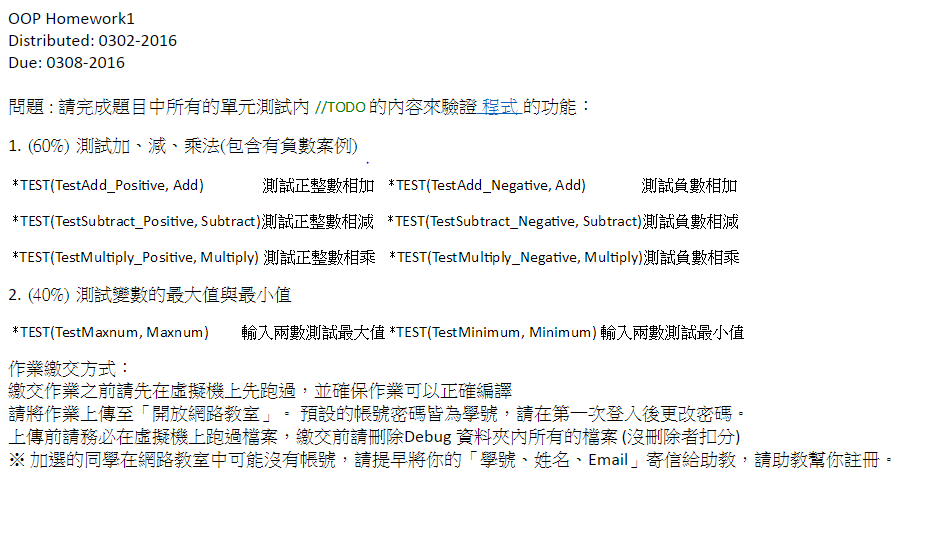 OOP Homework1
Distributed: 0302-2016
Due: 0308-2016
問題 : 請完成題目中所有的單元測試內 //TODO 的內容來驗證 程式 的功能：
1. (60%) 測試加、減、乘法(包含有負數案例)
*TEST(TestAdd_Positive, Add) 測試正整數相加 *TEST(TestAdd_Negative, Add) 測試負數相加
*TEST(TestSubtract_Positive, Subtract)測試正整數相減 *TEST(TestSubtract_Negative, Subtract)測試負數相減
*TEST(TestMultiply_Positive, Multiply) 測試正整數相乘 *TEST(TestMultiply_Negative, Multiply)測試負數相乘
2. (40%) 測試變數的最大值與最小值
*TEST(TestMaxnum, Maxnum) 輸入兩數測試最大值 *TEST(TestMinimum, Minimum) 輸入兩數測試最小值
作業繳交方式：
繳交作業之前請先在虛擬機上先跑過，並確保作業可以正確編譯
請將作業上傳至「開放網路教室」。 預設的帳號密碼皆為學號，請在第一次登入後更改密碼。
上傳前請務必在虛擬機上跑過檔案，繳交前請刪除Debug 資料夾內所有的檔案 (沒刪除者扣分)
※ 加選的同學在網路教室中可能沒有帳號，請提早將你的「學號、姓名、Email」寄信給助教，請助教幫你註冊。